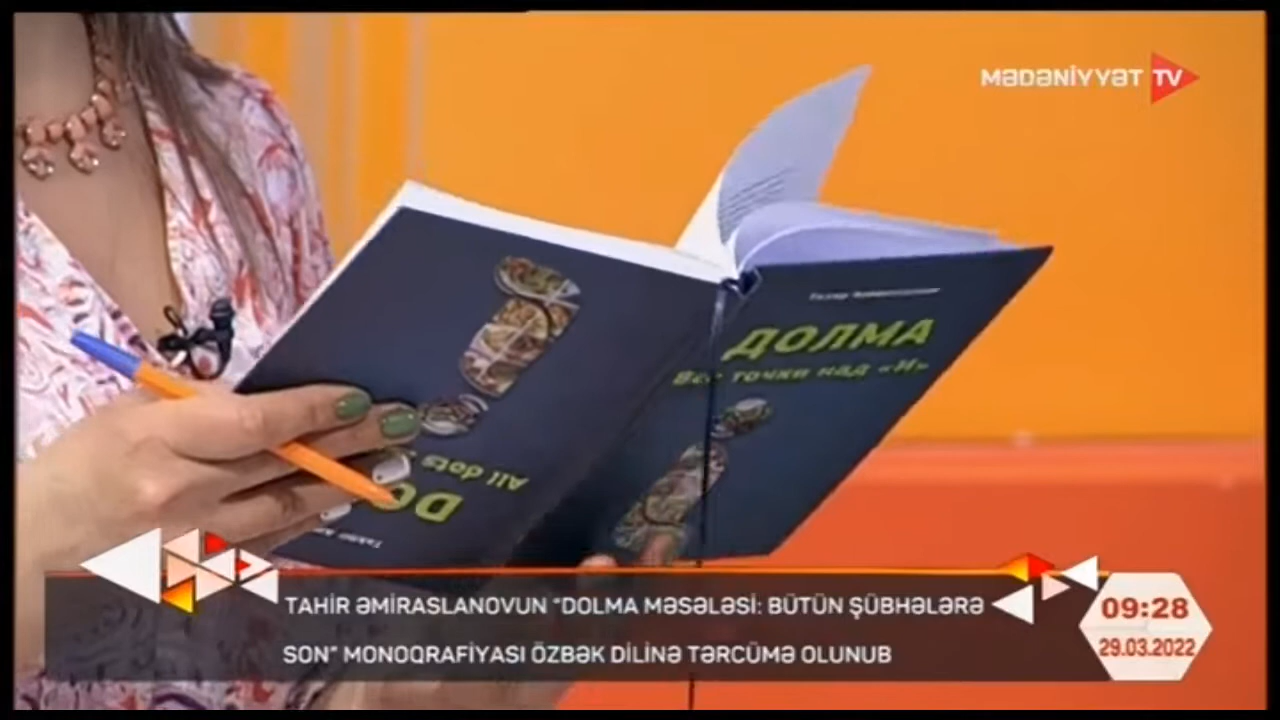 MƏDƏNİYYƏT TV
ДОЛМА
Все точки над «И»
All dots
DO
TAHİR ƏMİRASLANOVUN "DOLMA MƏSƏLƏSİ: BÜTÜN ŞÜBHƏLƏRƏ
SON" MONOQRAFİYASI ÖZBƏK DİLİNƏ TƏRCÜMƏ OLUNUB
09:28
29.03.2022